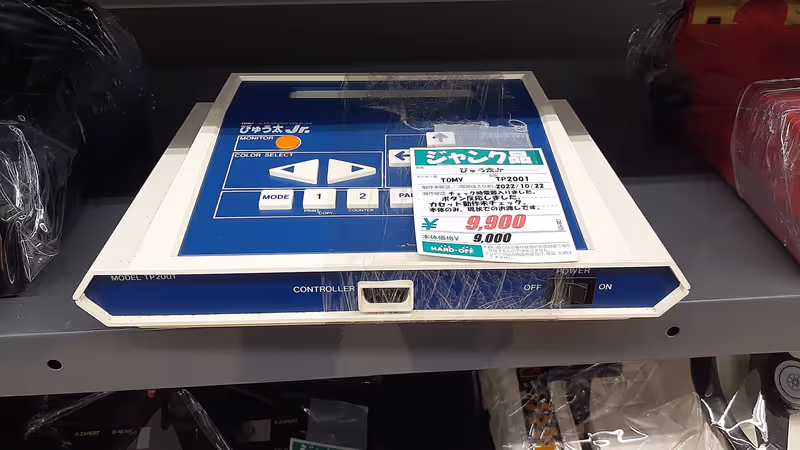 TOMY
ぴゅう太Jr.
MONITOR
COLOR SELECT
MODE
1
2
PA
PRINT
COPY
COUNTER
ジャンク品
ぴゅう太Jr
TOMY
TP2001
2022/10/22
チェック時電源入りました。
ボタン反応しました。
カセット動作未チェック。
本体のみ、現状でのお渡しです。
9,900
本体価格¥
9,000
HARD-OFF
MODEL TP2001
CONTROLLER
POWER
OFF
ON